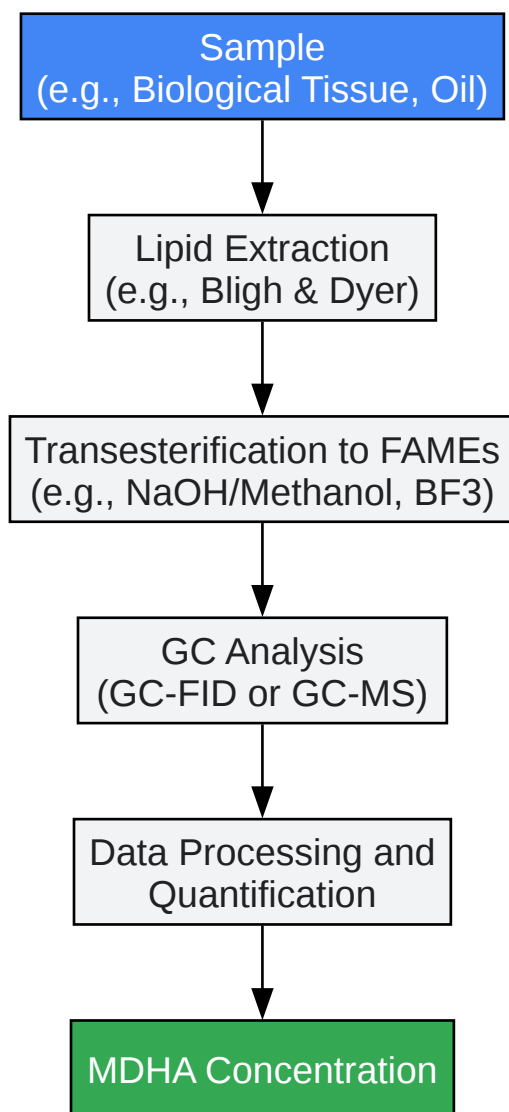 Sample
(e.g., Biological Tissue, Oil)
Lipid Extraction
(e.g., Bligh & Dyer)
Transesterification to FAMEs
(e.g., NaOH/Methanol, BF3)
GC Analysis
(GC-FID or GC-MS)
Data Processing and
Quantification
MDHA Concentration